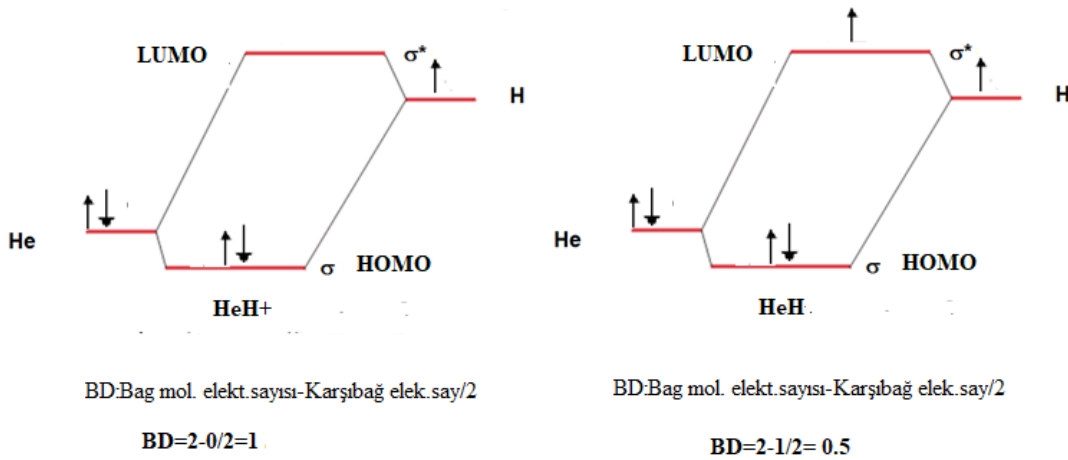 LUMO
σ*
H
He
σ
HOMO
HeH+
BD:Bag mol. elekt.sayısı-Karşıbağ elek.say/2
BD=2-0/2=1
LUMO
σ*
H
He
σ
HOMO
HeH
BD:Bag mol. elekt.sayısı-Karşıbağ elek.say/2
BD=2-1/2= 0.5